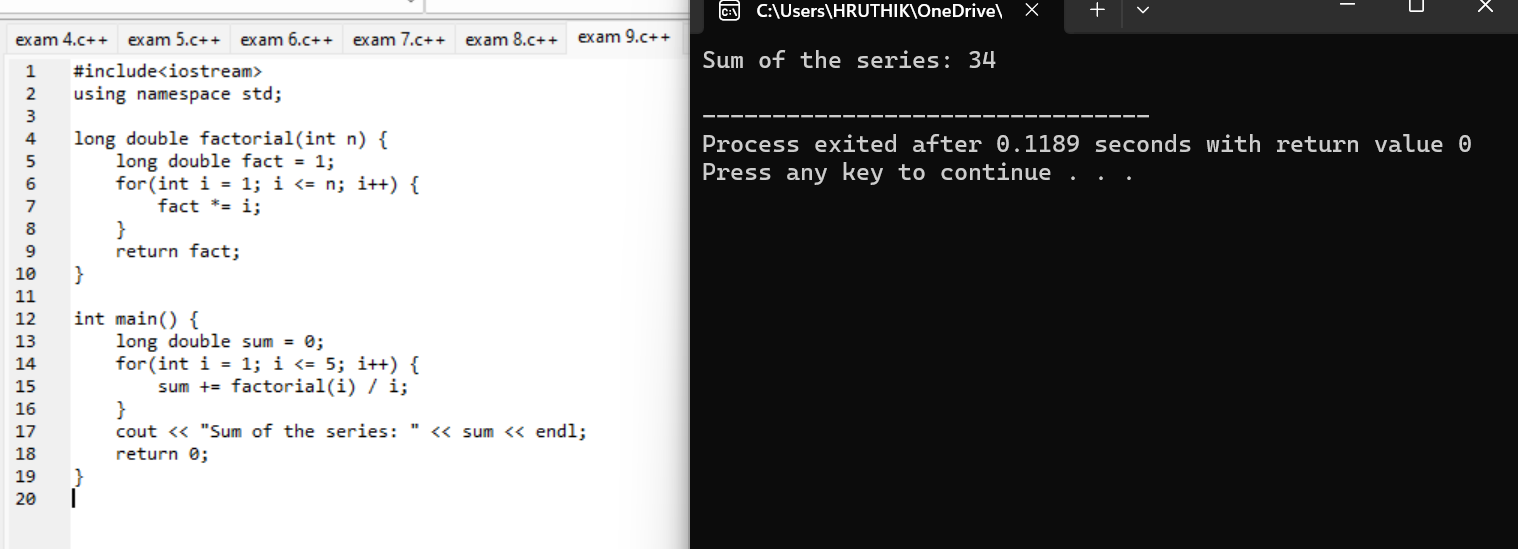 exam 4.c++ exam 5.c++ exam 6.c++ exam 7.c++ exam 8.c++ exam 9.c++
1 #include<iostream>
2 using namespace std;
3
4 long double factorial(int n) {
5     long double fact = 1;
6     for(int i = 1; i <= n; i++) {
7         fact *= i;
8     }
9     return fact;
10 }
11
12 int main() {
13     long double sum = 0;
14     for(int i = 1; i <= 5; i++) {
15         sum += factorial(i) / i;
16     }
17     cout << "Sum of the series: " << sum << endl;
18     return 0;
19 }
20
C:\Users\HRUTHIK\OneDrive\
Sum of the series: 34
--------------------------------
Process exited after 0.1189 seconds with return value 0
Press any key to continue . . .